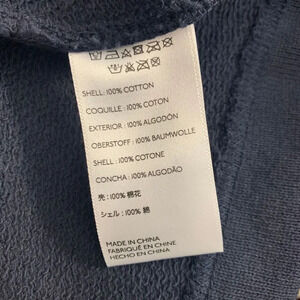 SHELL : 100% COTTON
COQUILLE : 100% COTON
EXTERIOR : 100% ALGODÓN
OBERSTOFF : 100% BAUMWOLLE
SHELL : 100% COTONE
CONCHA : 100% ALGODÃO
壳 : 100% 棉花
シェル : 100% 綿
MADE IN CHINA
FABRIQUÉ EN CHINE
HECHO EN CHINA